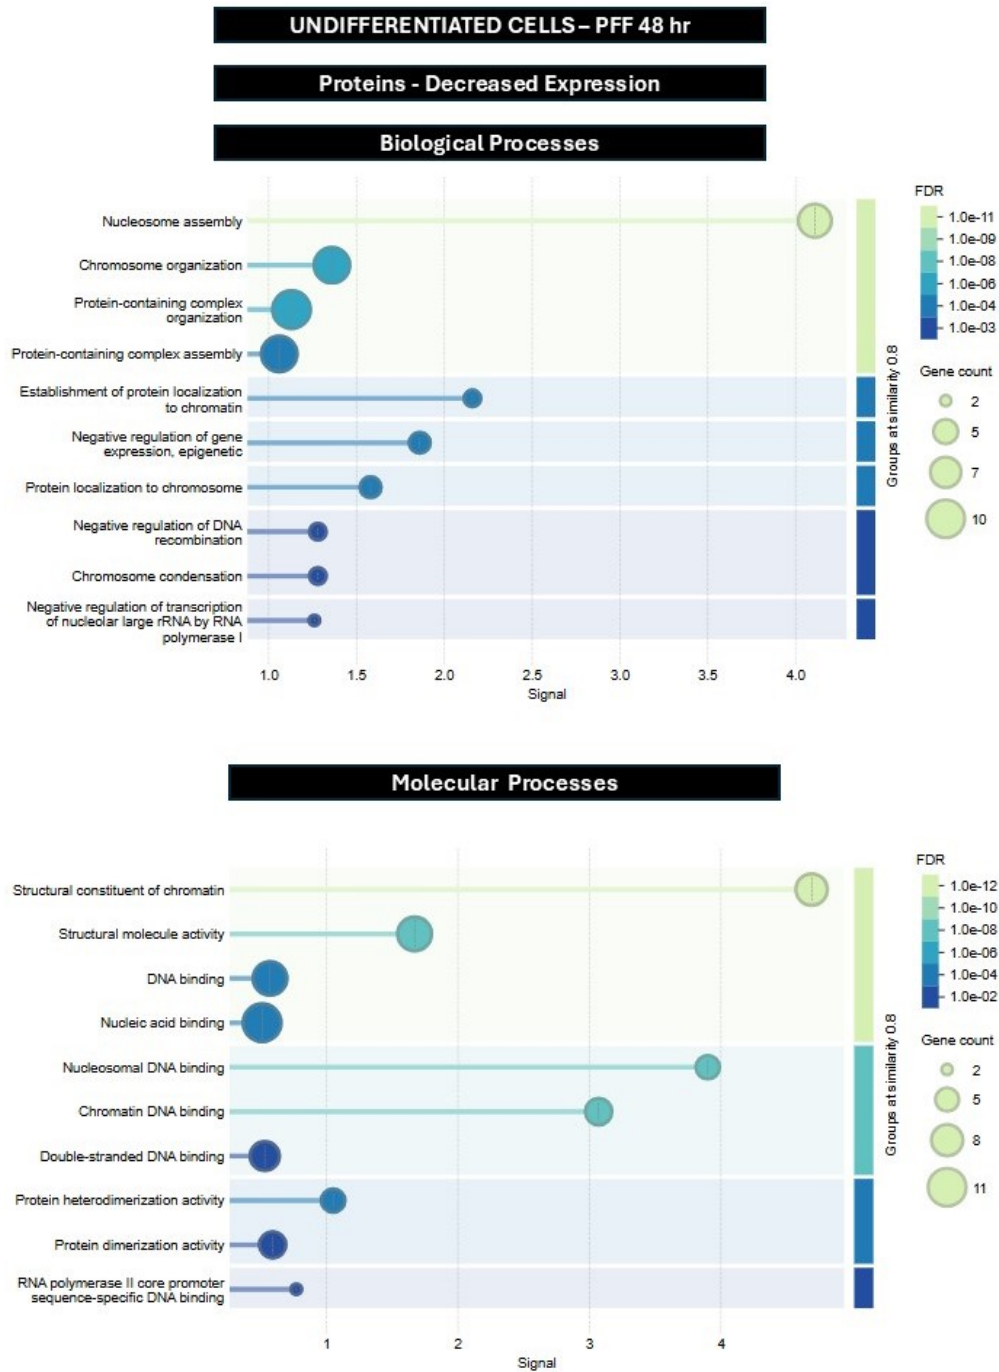 UNDIFFERENTIATED CELLS – PFF 48 hr
Proteins - Decreased Expression
Biological Processes
Nucleosome assembly
Chromosome organization
Protein-containing complex
organization
Protein-containing complex assembly
Establishment of protein localization
to chromatin
Negative regulation of gene
expression, epigenetic
Protein localization to chromosome
Negative regulation of DNA
recombination
Chromosome condensation
Negative regulation of transcription
of nucleolar large rRNA by RNA
polymerase I
1.0 1.5 2.0 2.5 3.0 3.5 4.0
Signal
Groups at similarity 0.8
FDR
1.0e-11
1.0e-09
1.0e-08
1.0e-06
1.0e-04
1.0e-03
Gene count
2
5
7
10
Molecular Processes
Structural constituent of chromatin
Structural molecule activity
DNA binding
Nucleic acid binding
Nucleosomal DNA binding
Chromatin DNA binding
Double-stranded DNA binding
Protein heterodimerization activity
Protein dimerization activity
RNA polymerase II core promoter
sequence-specific DNA binding
1 2 3 4
Signal
Groups at similarity 0.8
FDR
1.0e-12
1.0e-10
1.0e-08
1.0e-06
1.0e-04
1.0e-02
Gene count
2
5
8
11